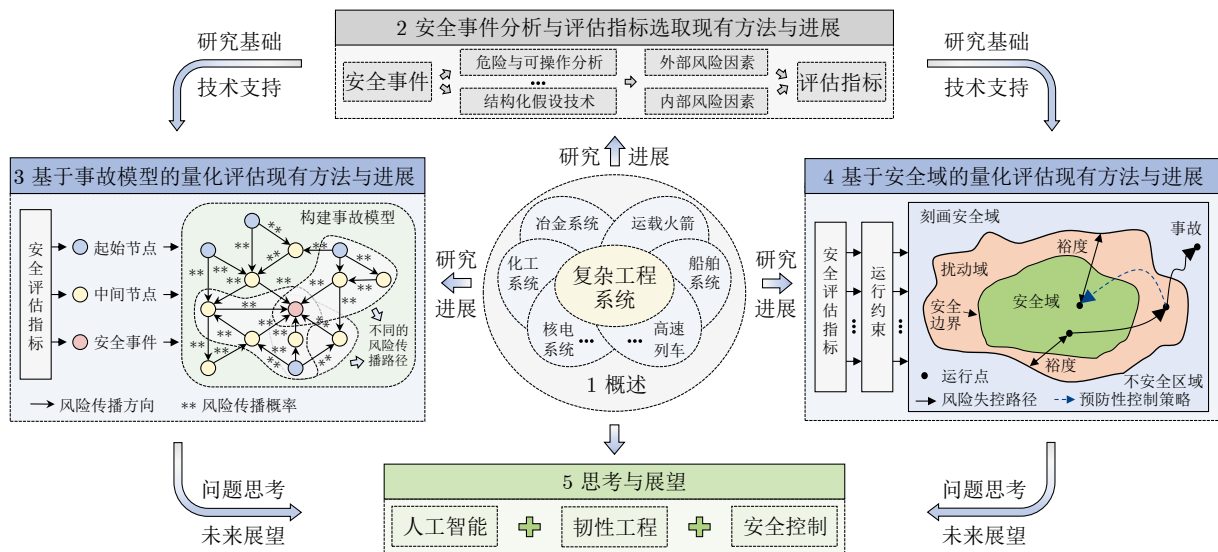 2 安全事件分析与评估指标选取现有方法与进展
安全事件
危险与可操作分析
...
结构化假设技术
外部风险因素
内部风险因素
评估指标
研究基础
技术支持
研究基础
技术支持
3 基于事故模型的量化评估现有方法与进展
安全评估指标
起始节点
中间节点
安全事件
构建事故模型
** ** ** ** ** ** ** ** ** ** ** ** ** ** ** ** ** ** ** **
不同的
风险传
播路径
风险传播方向
** 风险传播概率
研究
进展
研究 进展
冶金系统
运载火箭
化工
系统
复杂工程
系统
船舶
系统
核电
系统
...
...
高速
列车
1 概述
研究
进展
4 基于安全域的量化评估现有方法与进展
安全评估指标
...
运行约束
...
刻画安全域
事故
裕度
扰动域
安全域
安全
边界
裕度
运行点
不安全区域
风险失控路径
预防性控制策略
问题思考
未来展望
5 思考与展望
人工智能
韧性工程
安全控制
问题思考
未来展望